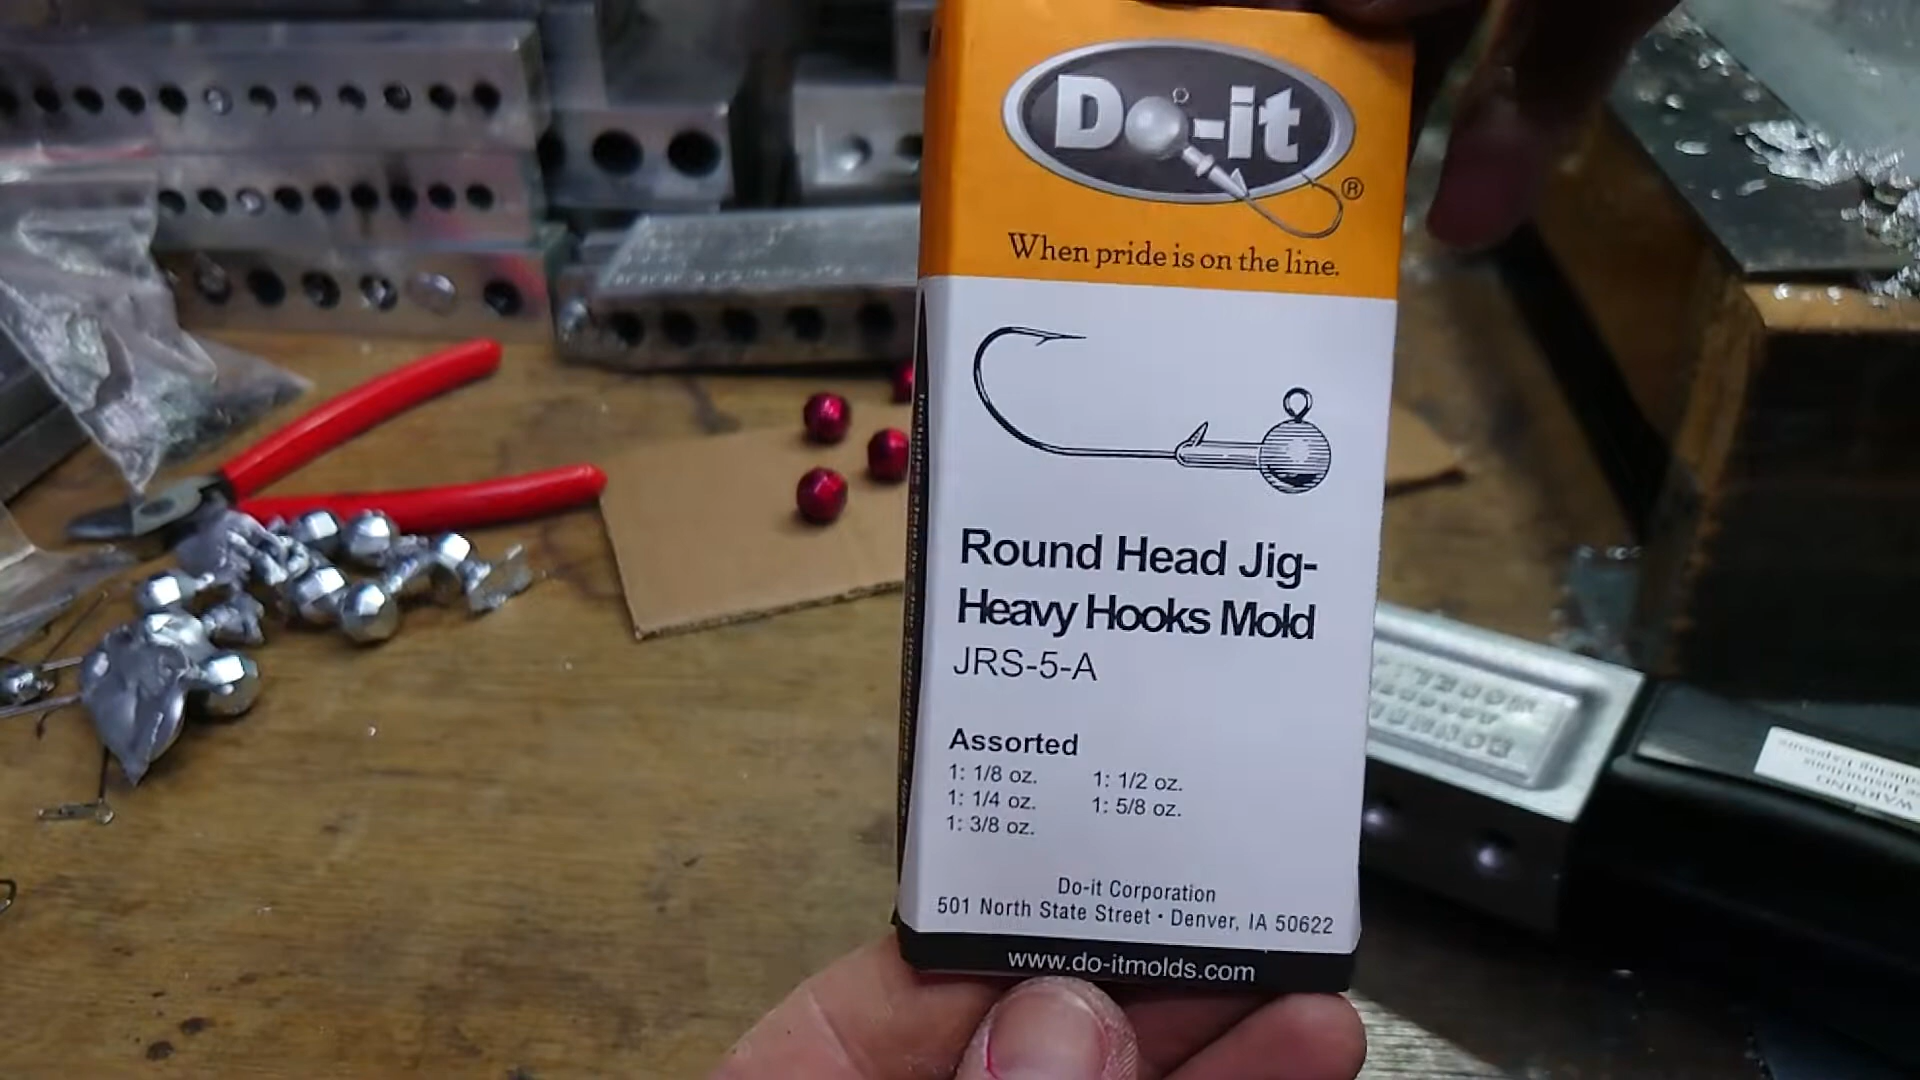 Do-it®
When pride is on the line.
Round Head Jig-
Heavy Hooks Mold
JRS-5-A
Assorted
1: 1/8 oz.
1: 1/4 oz.
1: 3/8 oz.
1: 1/2 oz.
1: 5/8 oz.
Do-it Corporation
501 North State Street • Denver, IA 50622
www.do-itmolds.com
WARNING